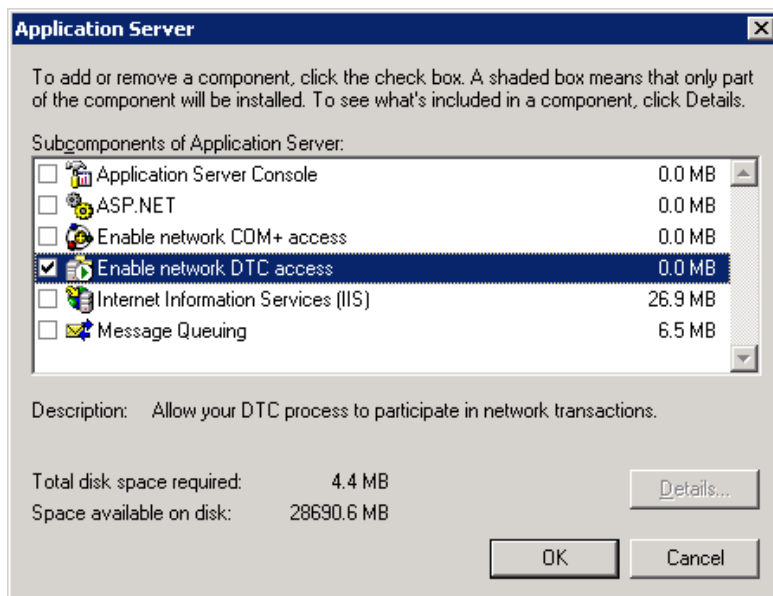 Application Server
To add or remove a component, click the check box. A shaded box means that only part
of the component will be installed. To see what's included in a component, click Details.
Subcomponents of Application Server:
Application Server Console 0.0 MB
ASP.NET 0.0 MB
Enable network COM+ access 0.0 MB
Enable network DTC access 0.0 MB
Internet Information Services (IIS) 26.9 MB
Message Queuing 6.5 MB
Description: Allow your DTC process to participate in network transactions.
Total disk space required: 4.4 MB
Space available on disk: 28690.6 MB
Details...
OK Cancel